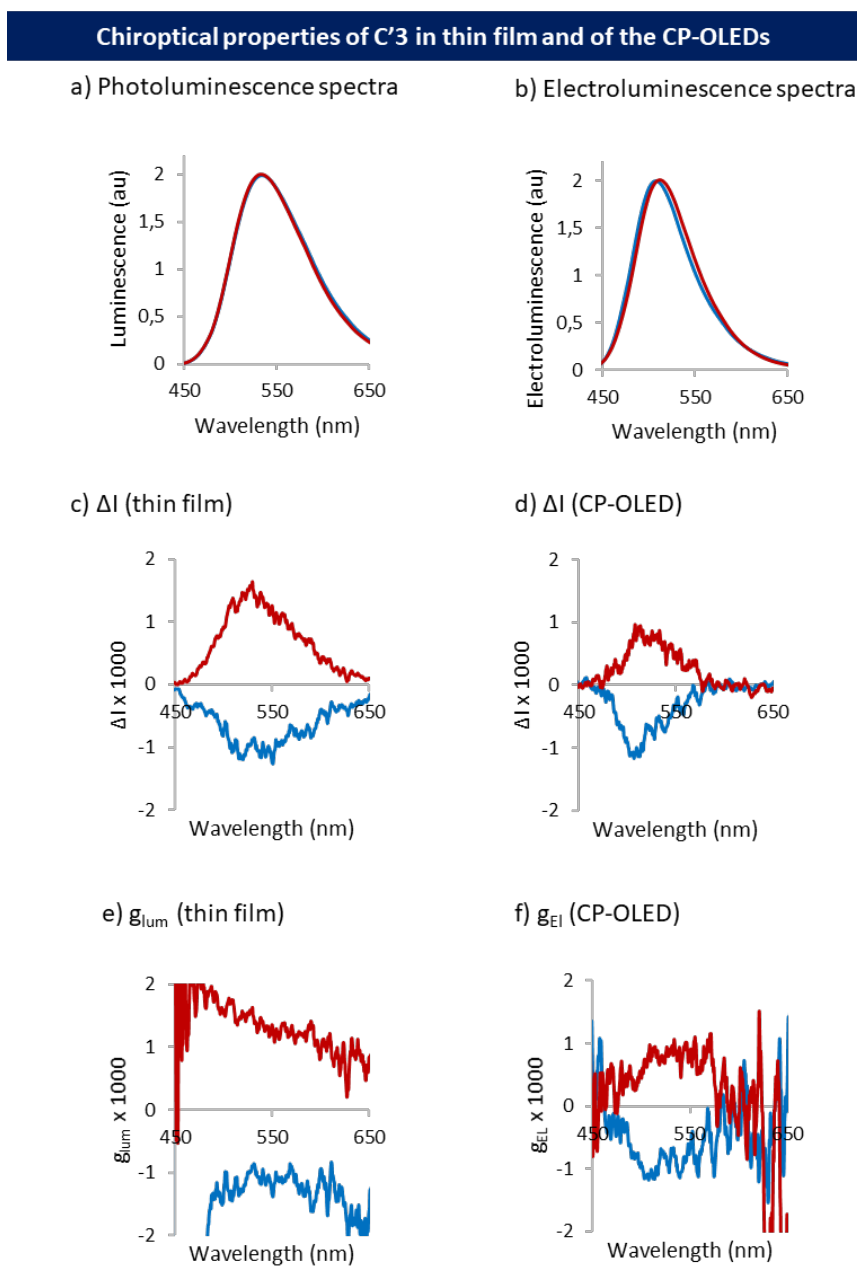 Chiroptical properties of C'3 in thin film and of the CP-OLEDs
a) Photoluminescence spectra
b) Electroluminescence spectra
Luminescence (au)
2
1,5
1
0,5
0
450
550
650
Wavelength (nm)
Electroluminescence (au)
2
1,5
1
0,5
0
450
550
650
Wavelength (nm)
c) ΔI (thin film)
d) ΔI (CP-OLED)
ΔI x 1000
2
1
0
-1
-2
450
550
650
Wavelength (nm)
ΔI x 1000
2
1
0
-1
-2
450
550
650
Wavelength (nm)
e) glum (thin film)
f) gEl (CP-OLED)
glum x 1000
2
1
0
-1
-2
450
550
650
Wavelength (nm)
gEL x 1000
2
1
0
-1
-2
450
550
650
Wavelength (nm)